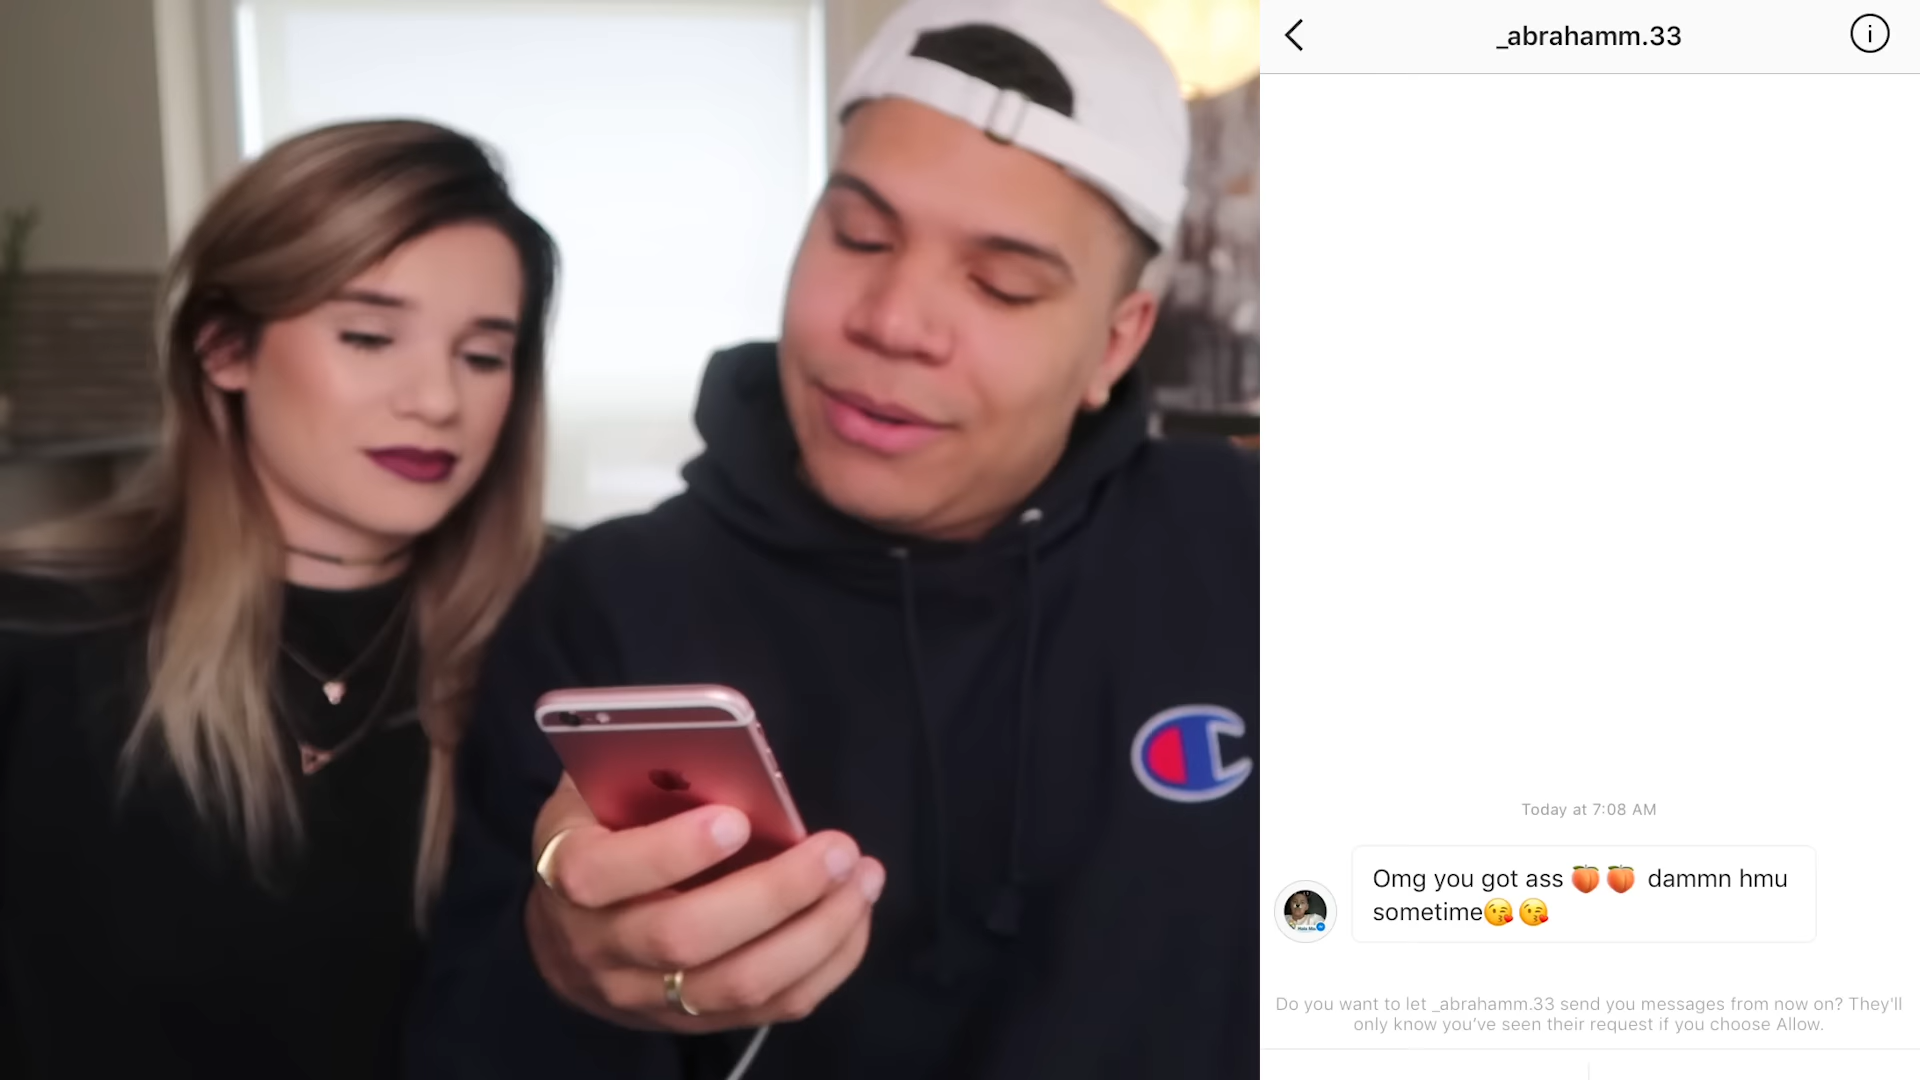 _abrahamm.33
Today at 7:08 AM
Omg you got ass 🍑🍑 dammn hmu
sometime😘😘
Do you want to let _abrahamm.33 send you messages from now on? They'll
only know you've seen their request if you choose Allow.